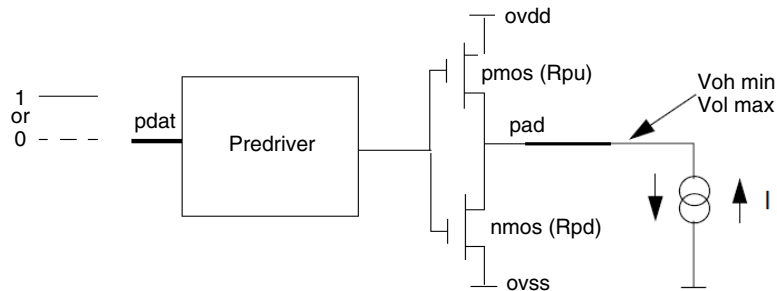 ovdd
pmos (Rpu)
Voh min
Vol max
1
or
0
pdat
Predriver
pad
I
nmos (Rpd)
ovss